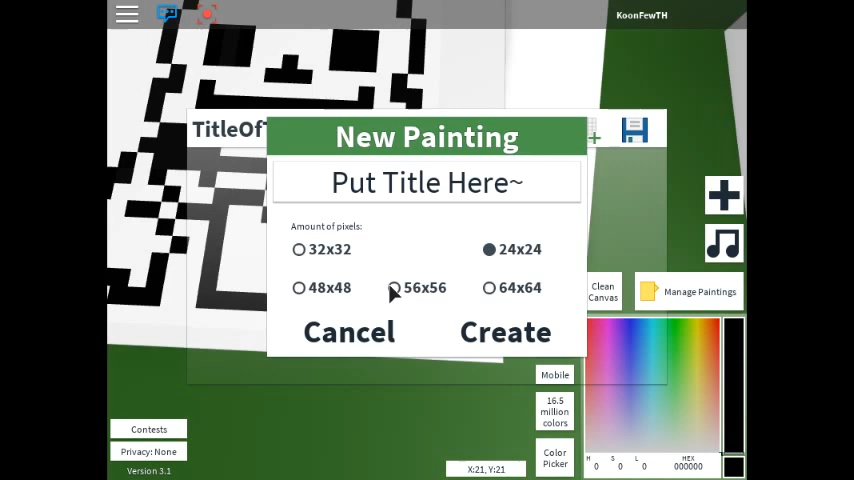 KoonFewTH
TitleOfT
New Painting
Put Title Here~
Amount of pixels:
32x32
24x24
48x48
56x56
64x64
Cancel
Create
Clean
Canvas
Manage Paintings
Mobile
16.5
million
colors
Color
Picker
Contests
Privacy: None
Version 3.1
X:21, Y:21
H S L HEX
0 0 0 000000